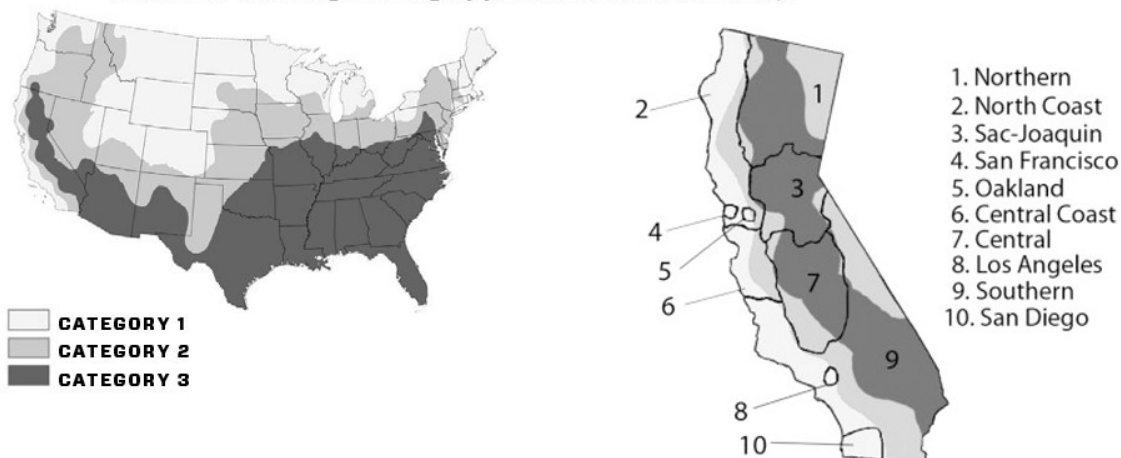 CATEGORY 1
CATEGORY 2
CATEGORY 3
2
1
3
4
5
7
6
9
8
10
1. Northern
2. North Coast
3. Sac-Joaquin
4. San Francisco
5. Oakland
6. Central Coast
7. Central
8. Los Angeles
9. Southern
10. San Diego